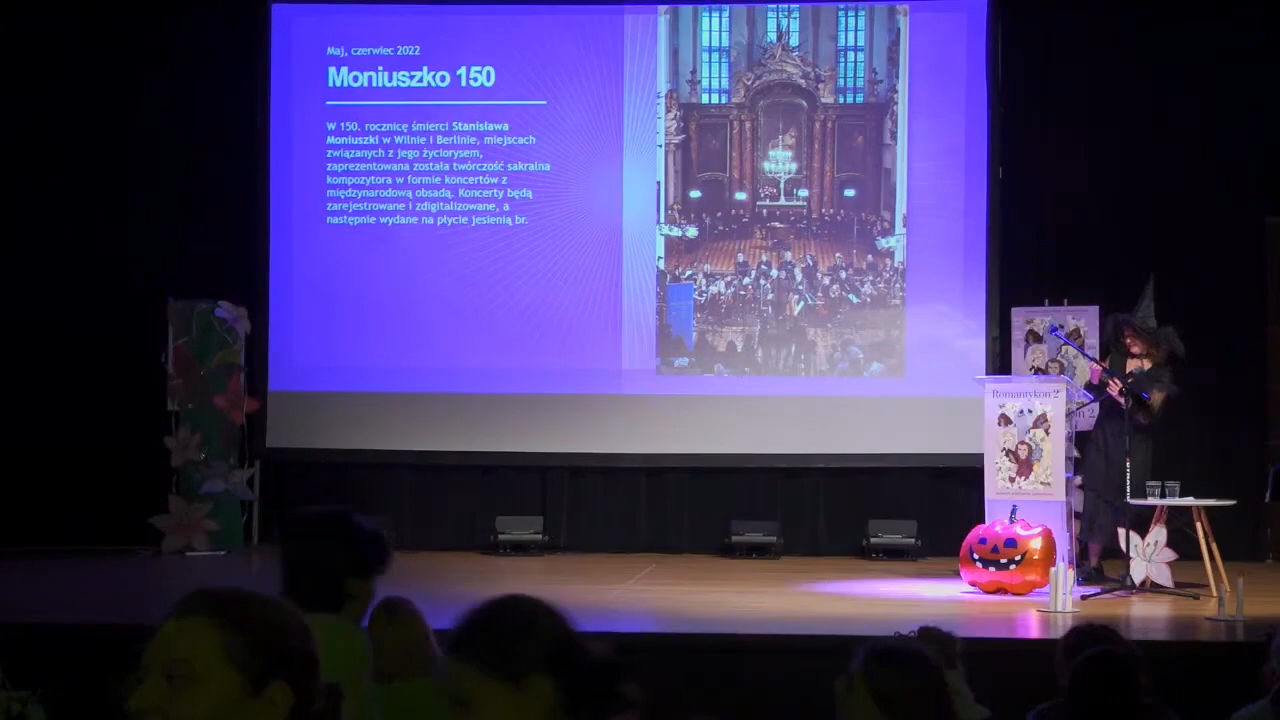 Maj, czerwiec 2022
Moniuszko 150
W 150. rocznicę śmierci Stanisława
Moniuszki w Wilnie i Berlinie, miejscach
związanych z jego życiorysem,
zaprezentowana została twórczość sakralna
kompozytora w formie koncertów z
międzynarodową obsadą. Koncerty będą
zarejestrowane i zdigitalizowane, a
następnie wydane na płycie jesienią br.
Romantykon 2